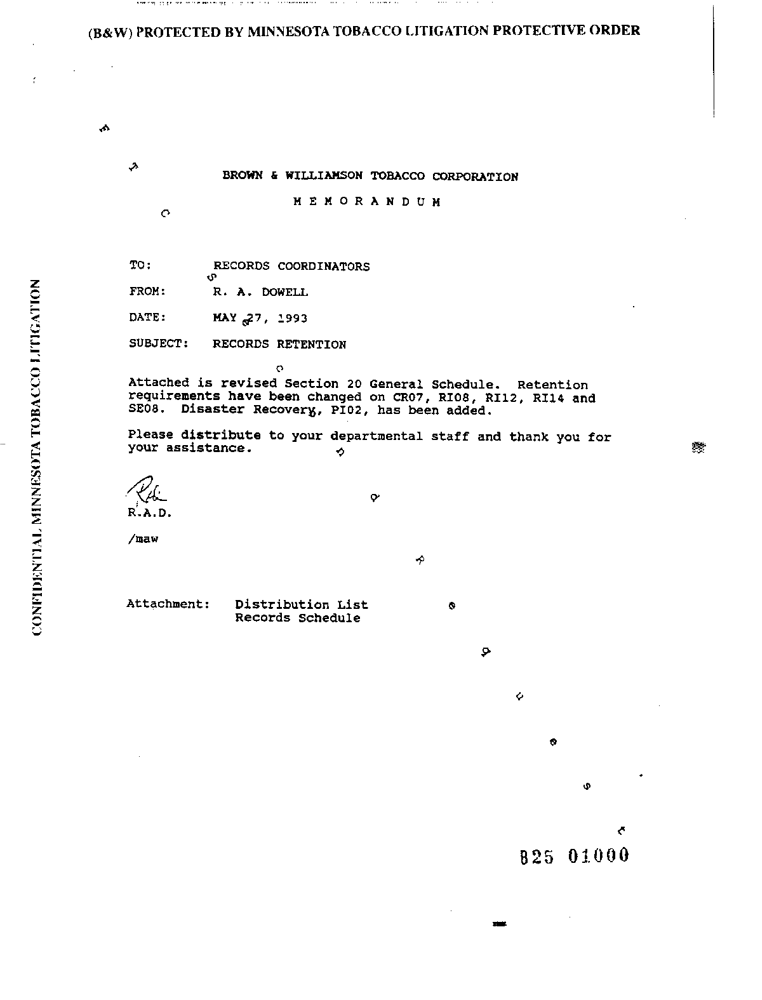 (B&W) PROTECTED BY MINNESOTA TOBACCO LITIGATION PROTECTIVE ORDER
BROWN & WILLIAMSON TOBACCO CORPORATION
M E M O R A N D U M
TO: RECORDS COORDINATORS
FROM: R. A. DOWELL
DATE: MAY 27, 1993
SUBJECT: RECORDS RETENTION
Attached is revised Section 20 General Schedule. Retention
requirements have been changed on CR07, RI08, RI12, RI14 and
SE08. Disaster Recovery, PI02, has been added.
Please distribute to your departmental staff and thank you for
your assistance.
R.A.D.
/maw
Attachment: Distribution List
Records Schedule
825 01000
CONFIDENTIAL MINNESOTA TOBACCO LITIGATION